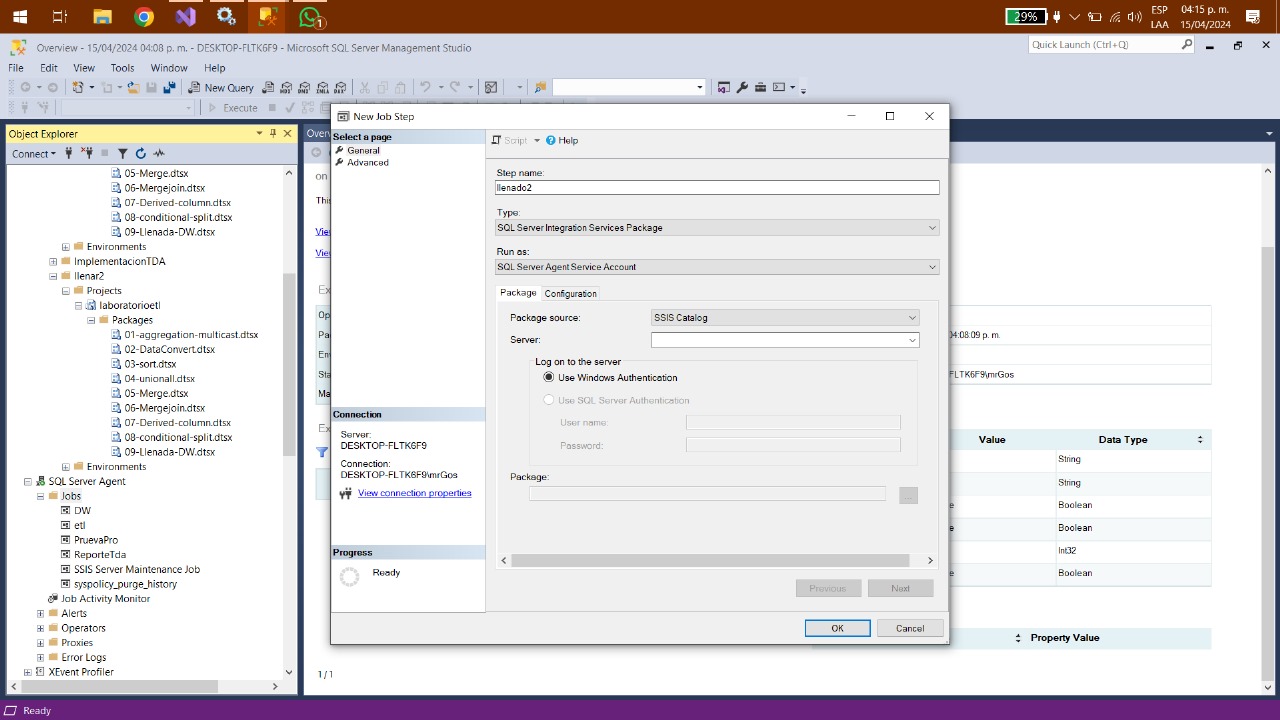 29%
ESP
LAA
04:15 p. m.
15/04/2024
1
Overview - 15/04/2024 04:08 p. m. - DESKTOP-FLTK6F9 - Microsoft SQL Server Management Studio
Quick Launch (Ctrl+Q)
File Edit View Tools Window Help
New Query
Execute
Object Explorer
Connect
05-Merge.dtsx
06-Mergejoin.dtsx
07-Derived-column.dtsx
08-conditional-split.dtsx
09-Llenada-DW.dtsx
Environments
ImplementacionTDA
llenar2
Projects
laboratorioetl
Packages
01-aggregation-multicast.dtsx
02-DataConvert.dtsx
03-sort.dtsx
04-unionall.dtsx
05-Merge.dtsx
06-Mergejoin.dtsx
07-Derived-column.dtsx
08-conditional-split.dtsx
09-Llenada-DW.dtsx
Environments
SQL Server Agent
Jobs
DW
etl
PruevaPro
ReporteTda
SSIS Server Maintenance Job
syspolicy_purge_history
Job Activity Monitor
Alerts
Operators
Proxies
Error Logs
XEvent Profiler
Ready
New Job Step
Select a page
General
Advanced
Connection
Server:
DESKTOP-FLTK6F9
Connection:
DESKTOP-FLTK6F9\mrGos
View connection properties
Progress
Ready
Script Help
Step name:
llenado2
Type:
SQL Server Integration Services Package
Run as:
SQL Server Agent Service Account
Package Configuration
Package source: SSIS Catalog
Server:
Log on to the server
Use Windows Authentication
Use SQL Server Authentication
User name:
Password:
Package:
...
Previous Next
OK Cancel
on
04:08:09 p. m.
FLTK6F9\mrGos
Value Data Type
String
String
Boolean
Boolean
Int32
Boolean
Property Value
1 / 1